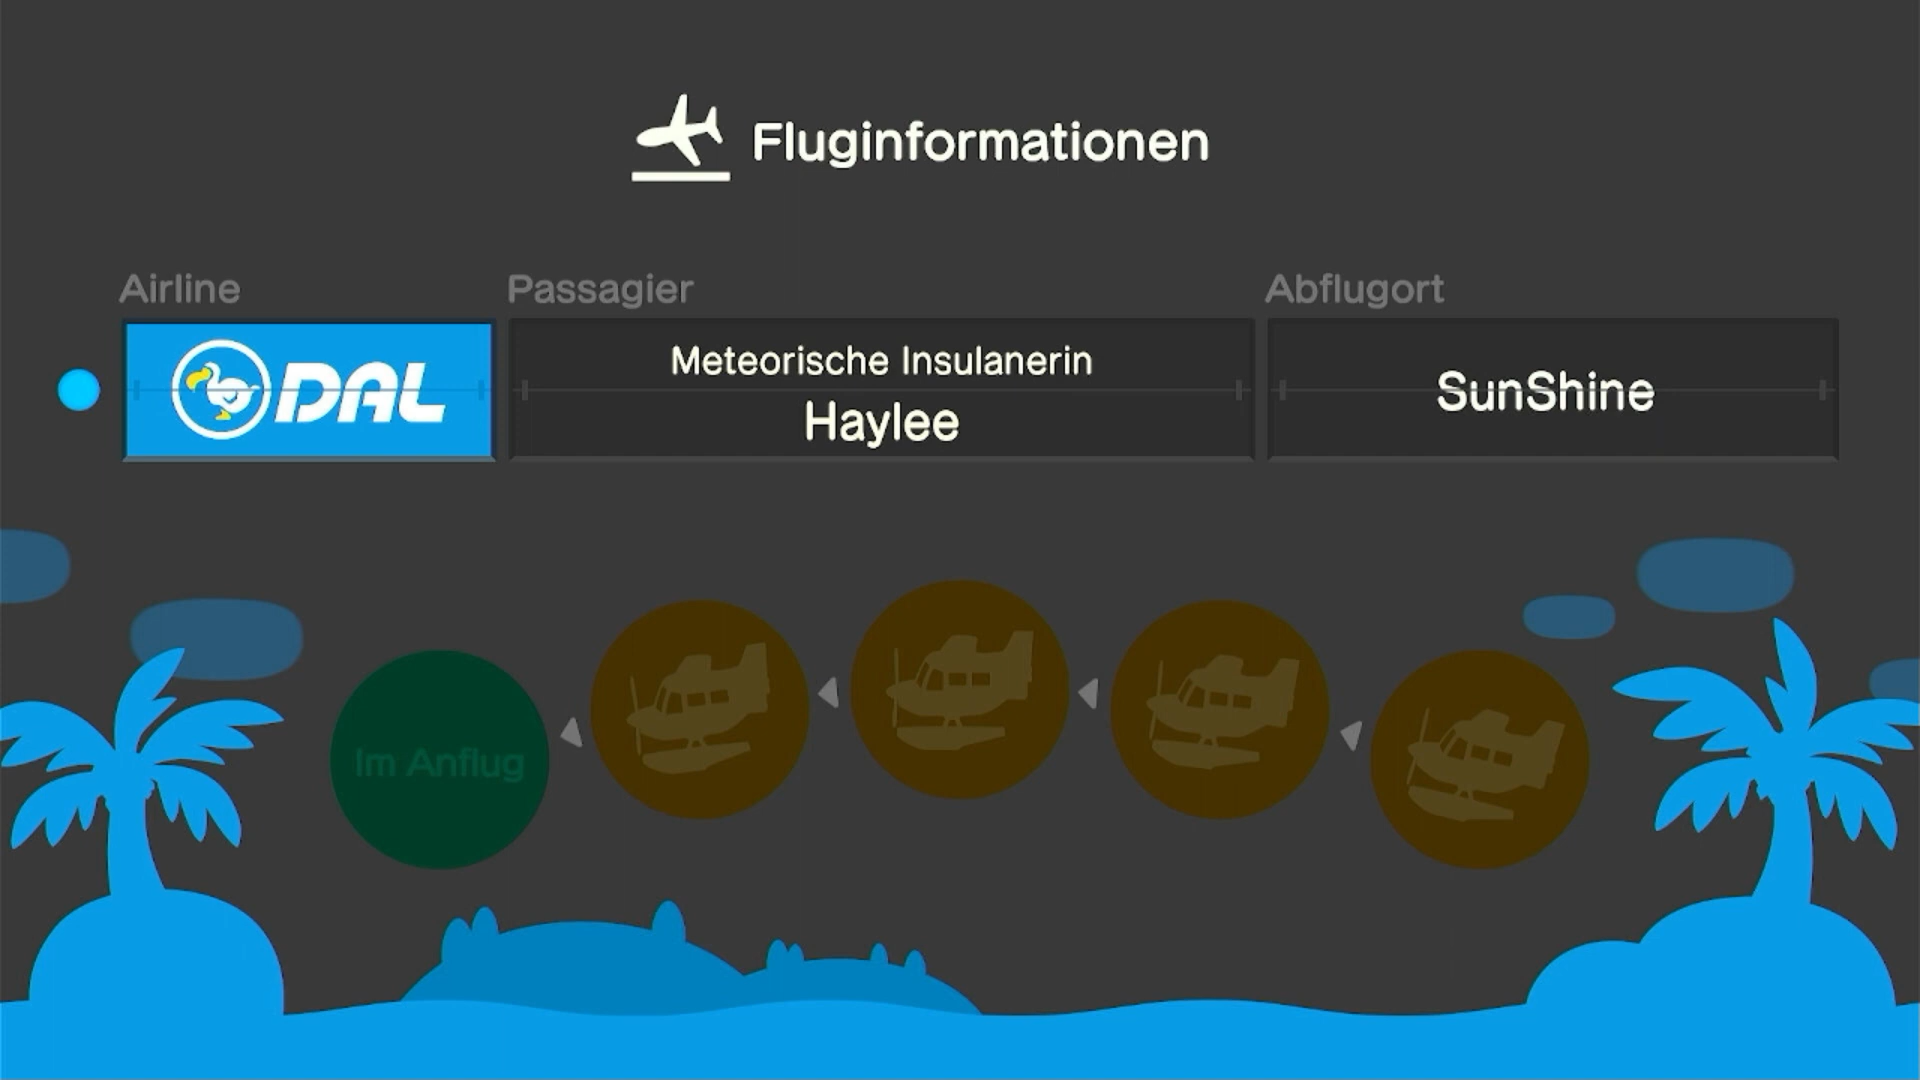 Fluginformationen
Airline
Passagier
Abflugort
DAL
Meteorische Insulanerin
Haylee
SunShine
Im Anflug